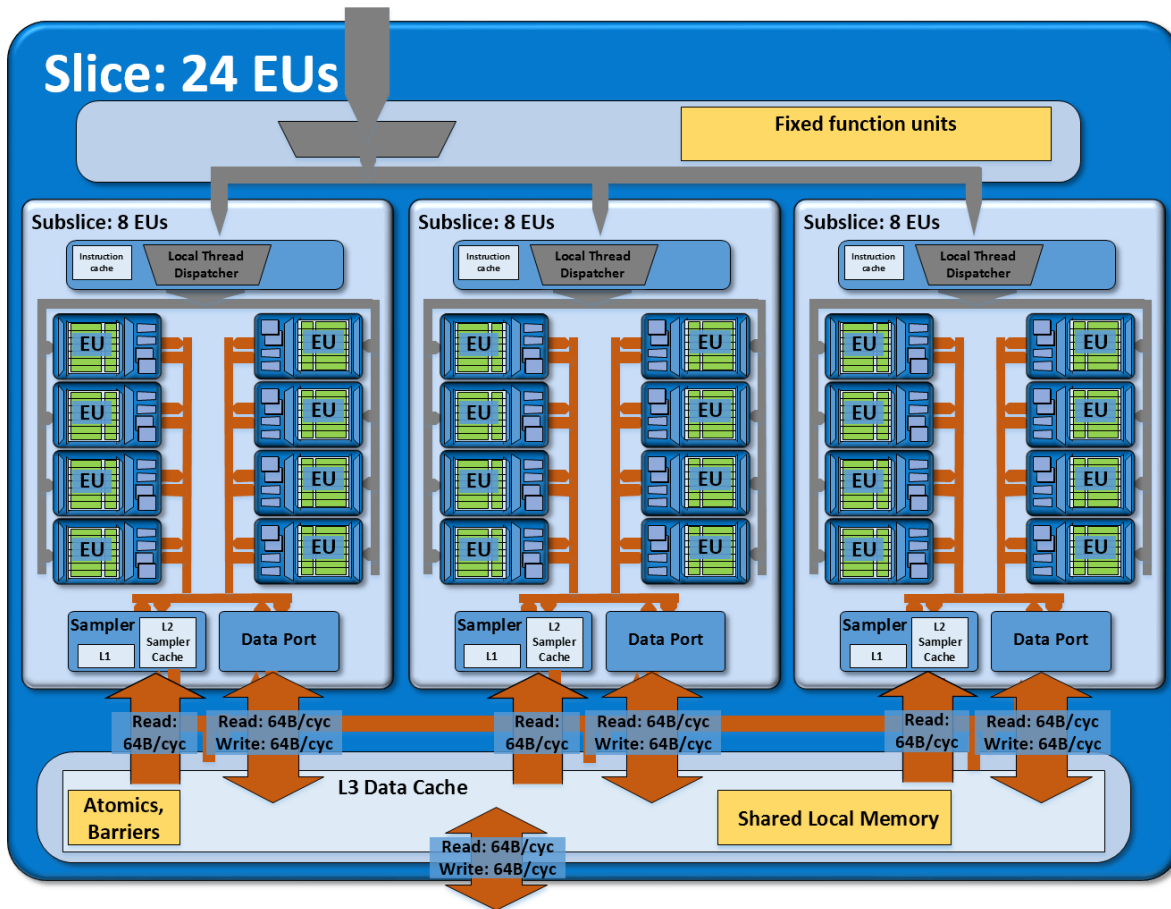 Slice: 24 EUs
Fixed function units
Subslice: 8 EUs
Instruction
cache
Local Thread
Dispatcher
EU
EU
EU
EU
EU
EU
EU
EU
Sampler
L1
L2
Sampler
Cache
Data Port
Subslice: 8 EUs
Instruction
cache
Local Thread
Dispatcher
EU
EU
EU
EU
EU
EU
EU
EU
Sampler
L1
L2
Sampler
Cache
Data Port
Subslice: 8 EUs
Instruction
cache
Local Thread
Dispatcher
EU
EU
EU
EU
EU
EU
EU
EU
Sampler
L1
L2
Sampler
Cache
Data Port
Read:
64B/cyc
Read: 64B/cyc
Write: 64B/cyc
Read:
64B/cyc
Read: 64B/cyc
Write: 64B/cyc
Read:
64B/cyc
Read: 64B/cyc
Write: 64B/cyc
L3 Data Cache
Atomics,
Barriers
Shared Local Memory
Read: 64B/cyc
Write: 64B/cyc